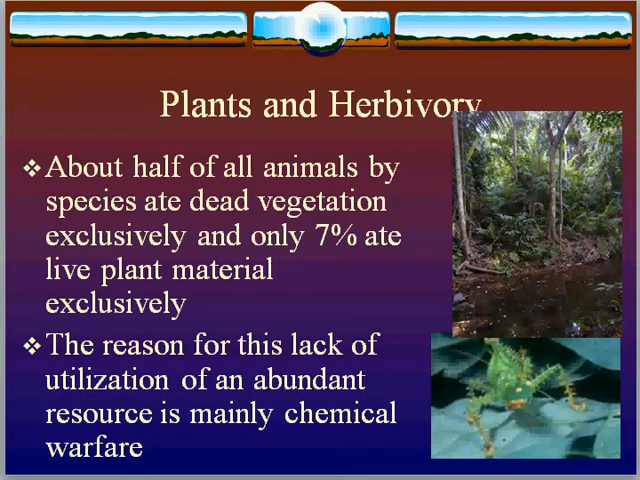 Plants and Herbivory
About half of all animals by
species ate dead vegetation
exclusively and only 7% ate
live plant material
exclusively
The reason for this lack of
utilization of an abundant
resource is mainly chemical
warfare